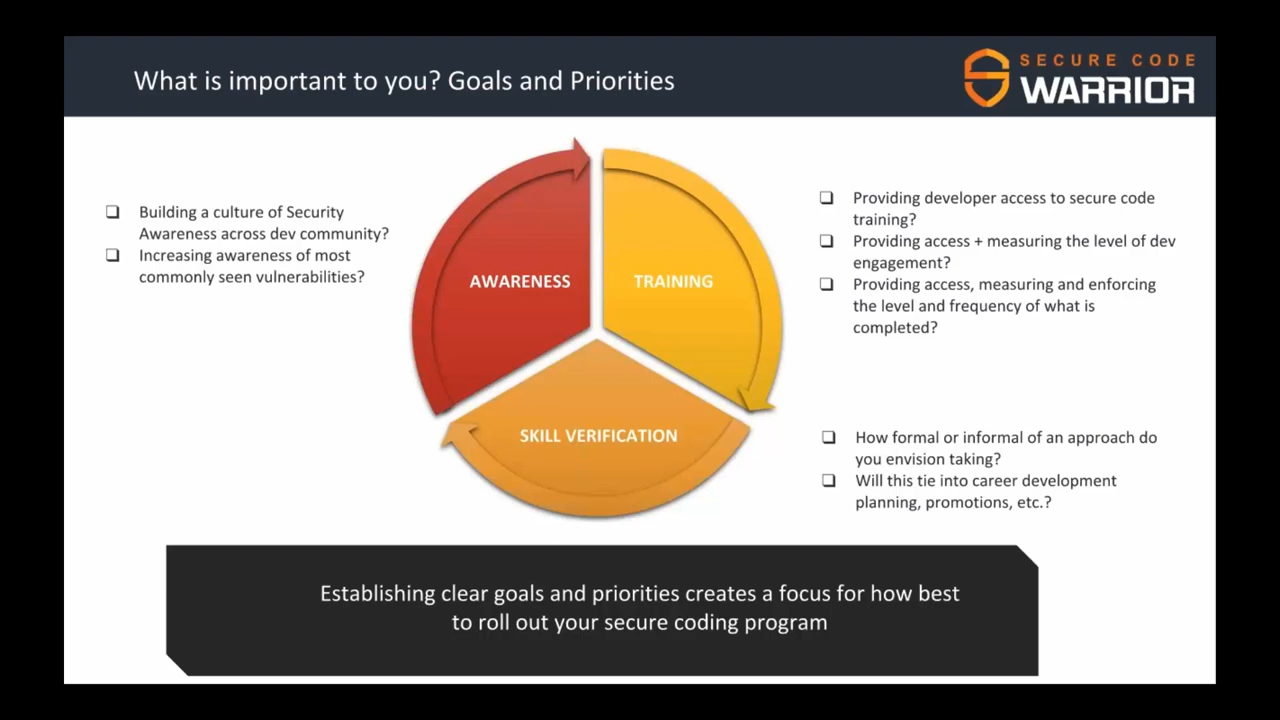 What is important to you? Goals and Priorities
SECURE CODE
WARRIOR
Building a culture of Security
Awareness across dev community?
Increasing awareness of most
commonly seen vulnerabilities?
AWARENESS
TRAINING
SKILL VERIFICATION
Providing developer access to secure code
training?
Providing access + measuring the level of dev
engagement?
Providing access, measuring and enforcing
the level and frequency of what is
completed?
How formal or informal of an approach do
you envision taking?
Will this tie into career development
planning, promotions, etc.?
Establishing clear goals and priorities creates a focus for how best
to roll out your secure coding program